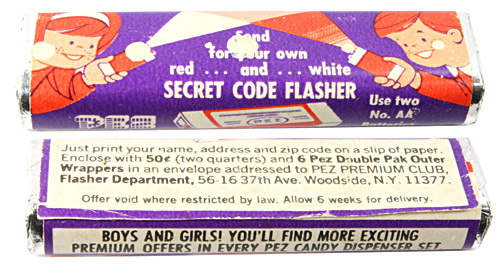 Send
for your own
red ... and ... white
SECRET CODE FLASHER
Use two
No. AA
Batteries
PEZ
Just print your name, address and zip code on a slip of paper.
Enclose with 50¢ (two quarters) and 6 Pez Double Pak Outer
Wrappers in an envelope addressed to PEZ PREMIUM CLUB,
Flasher Department, 56-16 37th Ave. Woodside, N.Y. 11377.
Offer void where restricted by law. Allow 6 weeks for delivery.
BOYS AND GIRLS! YOU'LL FIND MORE EXCITING
PREMIUM OFFERS IN EVERY PEZ CANDY DISPENSER SET